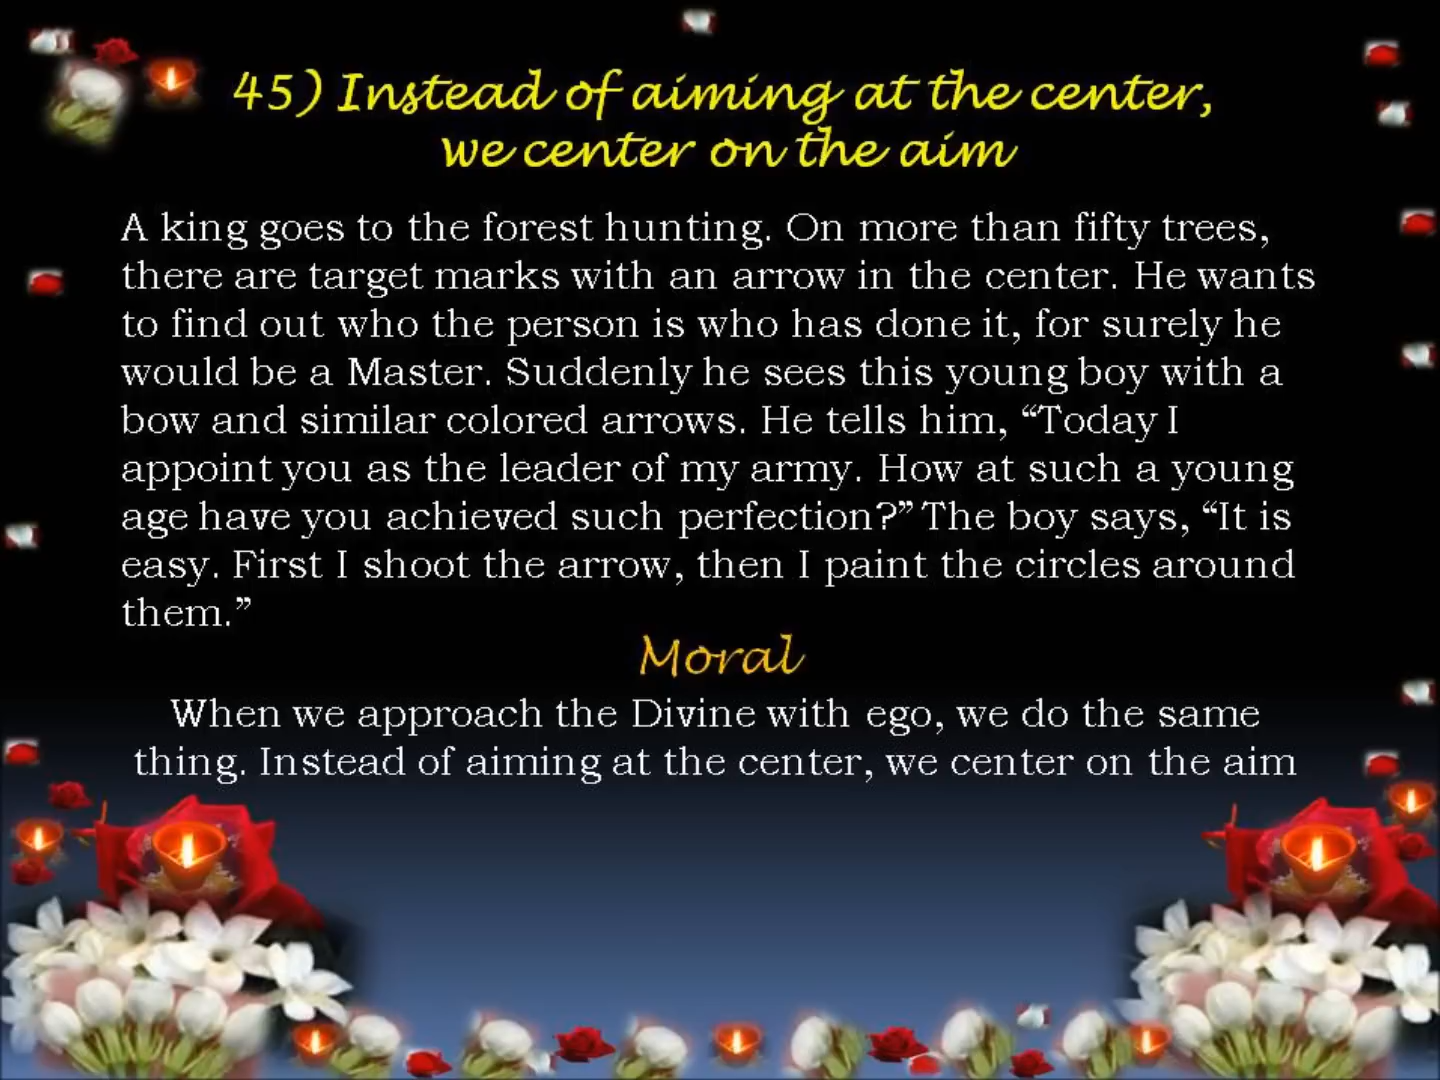 45) Instead of aiming at the center,
we center on the aim
A king goes to the forest hunting. On more than fifty trees,
there are target marks with an arrow in the center. He wants
to find out who the person is who has done it, for surely he
would be a Master. Suddenly he sees this young boy with a
bow and similar colored arrows. He tells him, “Today I
appoint you as the leader of my army. How at such a young
age have you achieved such perfection?” The boy says, “It is
easy. First I shoot the arrow, then I paint the circles around
them.”
Moral
When we approach the Divine with ego, we do the same
thing. Instead of aiming at the center, we center on the aim